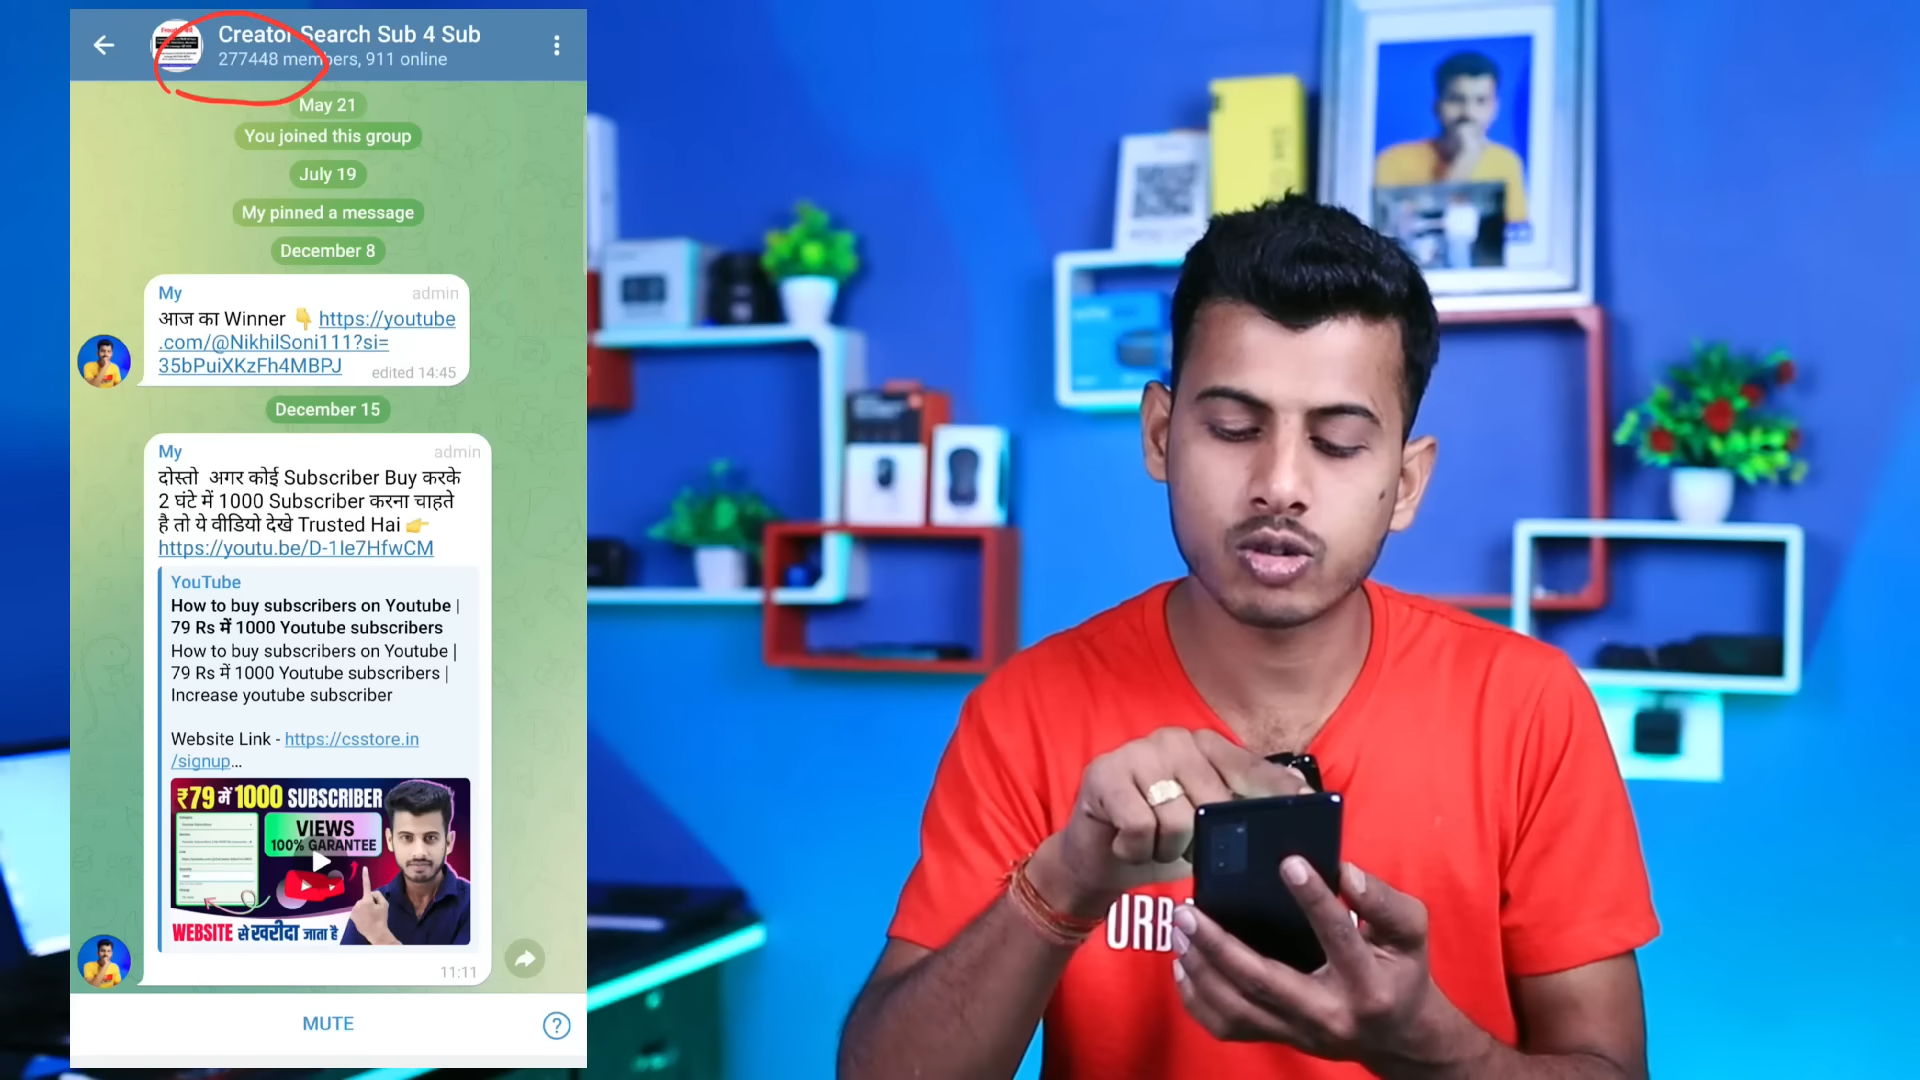 Creator Search Sub 4 Sub
277448 members, 911 online
May 21
You joined this group
July 19
My pinned a message
December 8
My admin
आज का Winner 👇 https://youtube
.com/@NikhilSoni111?si=
35bPuiXKzFh4MBPJ edited 14:45
December 15
My admin
दोस्तो अगर कोई Subscriber Buy करके
2 घंटे में 1000 Subscriber करना चाहते
है तो ये वीडियो देखे Trusted Hai 👉
https://youtu.be/D-1Ie7HfwCM
YouTube
How to buy subscribers on Youtube |
79 Rs में 1000 Youtube subscribers
How to buy subscribers on Youtube |
79 Rs में 1000 Youtube subscribers |
Increase youtube subscriber
Website Link - https://csstore.in
/signup...
₹79 में 1000 SUBSCRIBER
VIEWS
100% GARANTEE
WEBSITE से खरीदा जाता है
11:11
MUTE
?
URB